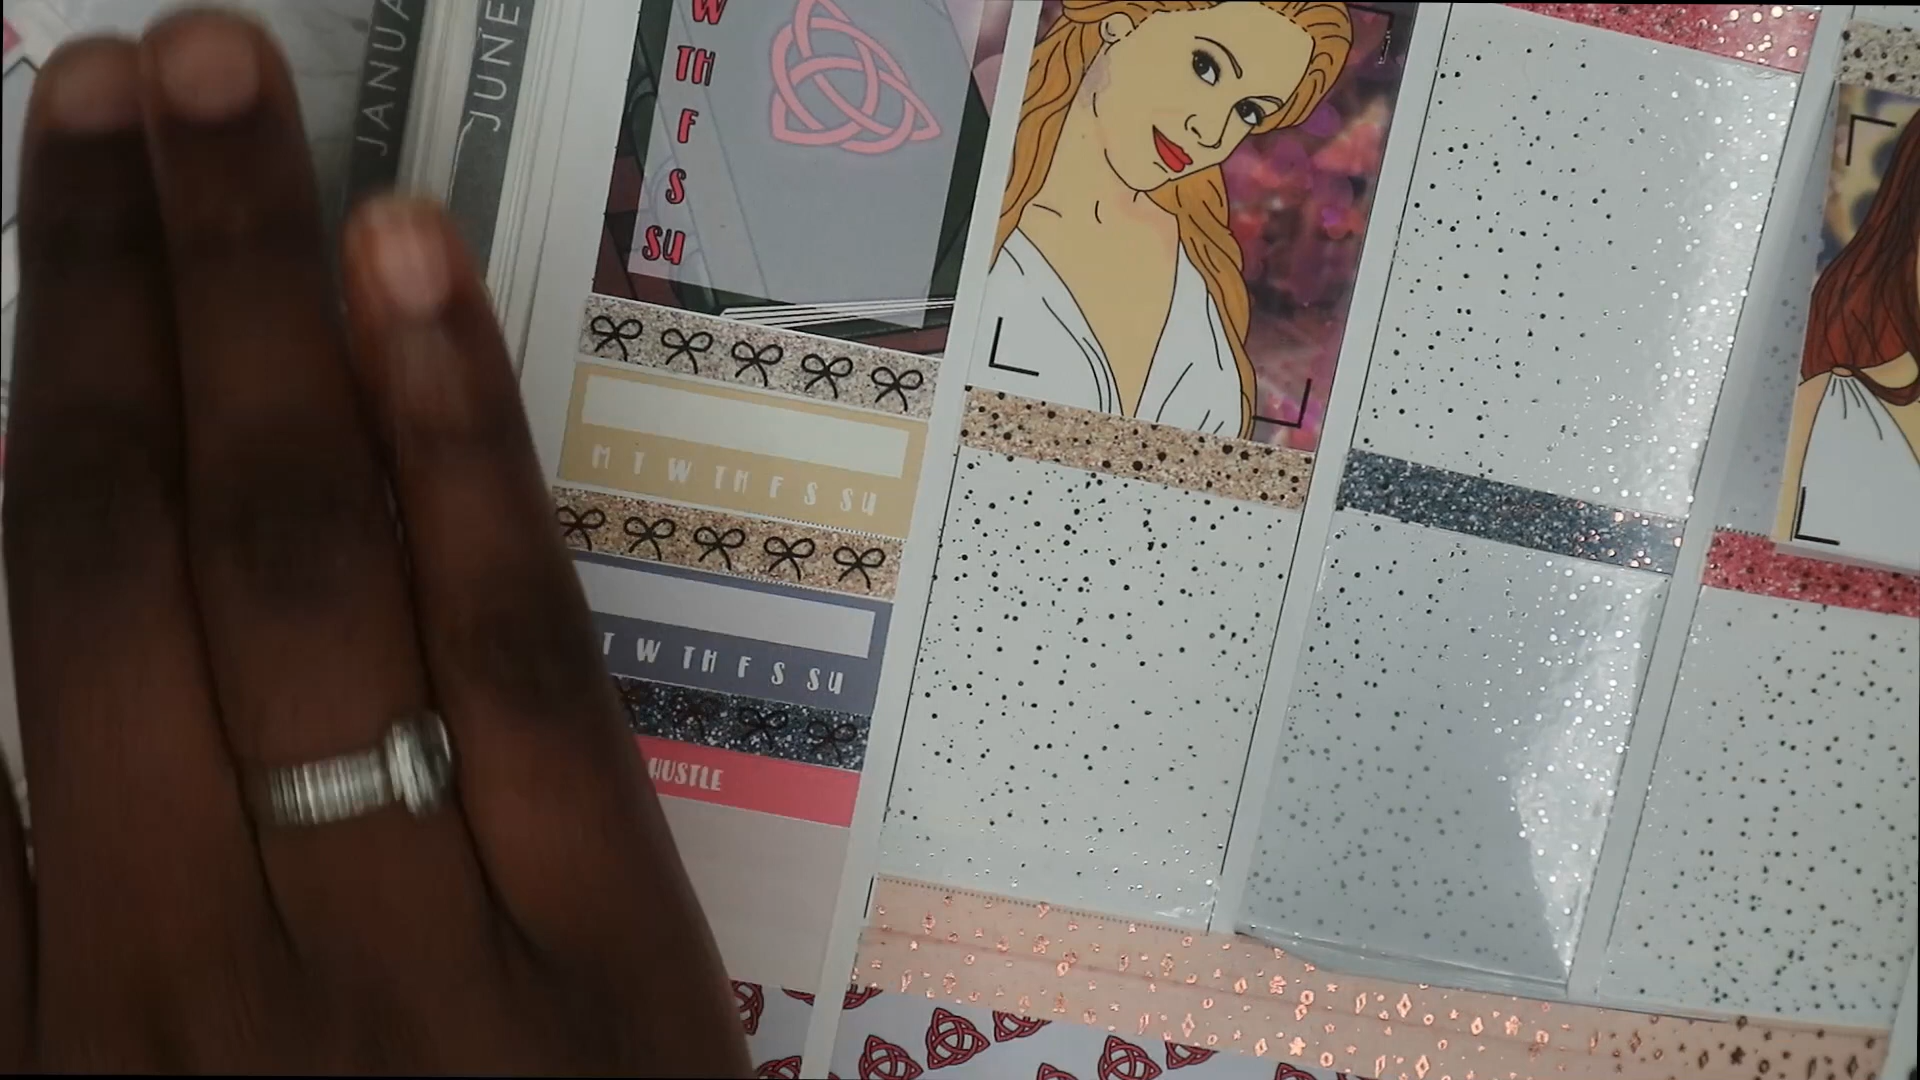 JANUA
JUNE
W
TH
F
S
SU
M T W TH F S SU
T W TH F S SU
HUSTLE